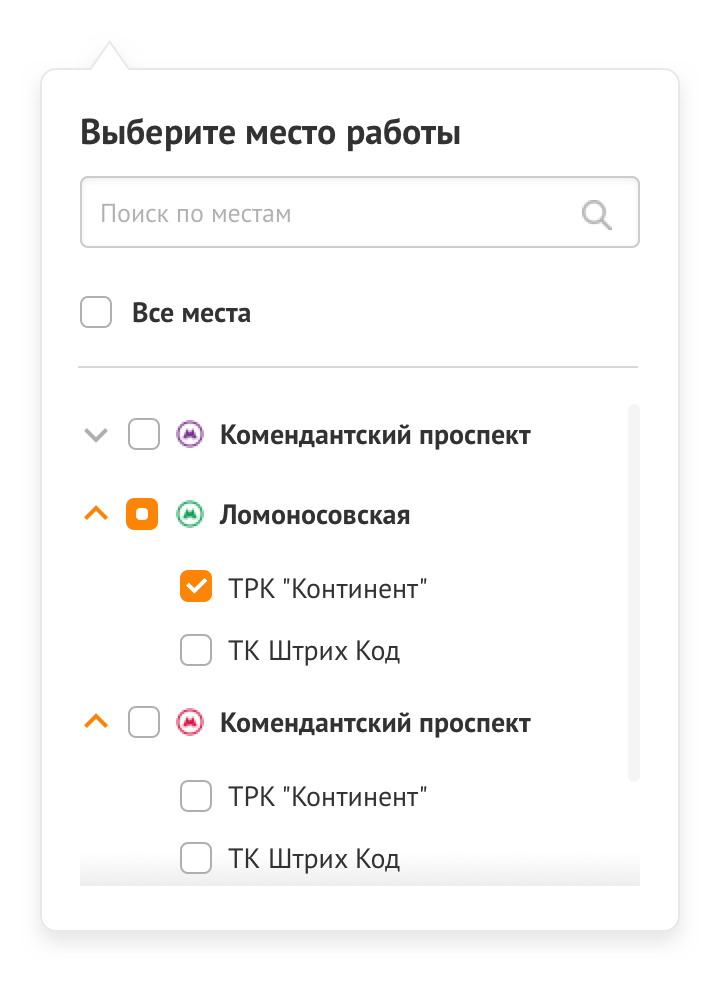 Выберите место работы
Поиск по местам
Все места
Комендантский проспект
Ломоносовская
ТРК "Континент"
ТК Штрих Код
Комендантский проспект
ТРК "Континент"
ТК Штрих Код